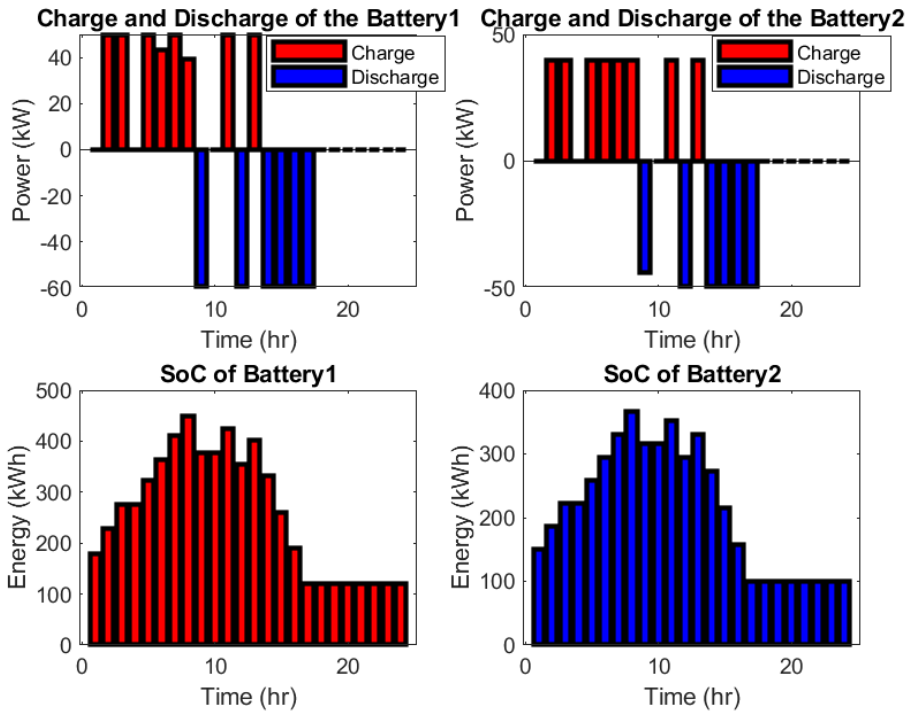 Charge and Discharge of the Battery1
Power (kW)
40
20
0
-20
-40
-60
0
10
20
Time (hr)
Charge
Discharge
Charge and Discharge of the Battery2
Power (kW)
50
0
-50
0
10
20
Time (hr)
Charge
Discharge
SoC of Battery1
Energy (kWh)
500
400
300
200
100
0
0
10
20
Time (hr)
SoC of Battery2
Energy (kWh)
400
300
200
100
0
0
10
20
Time (hr)